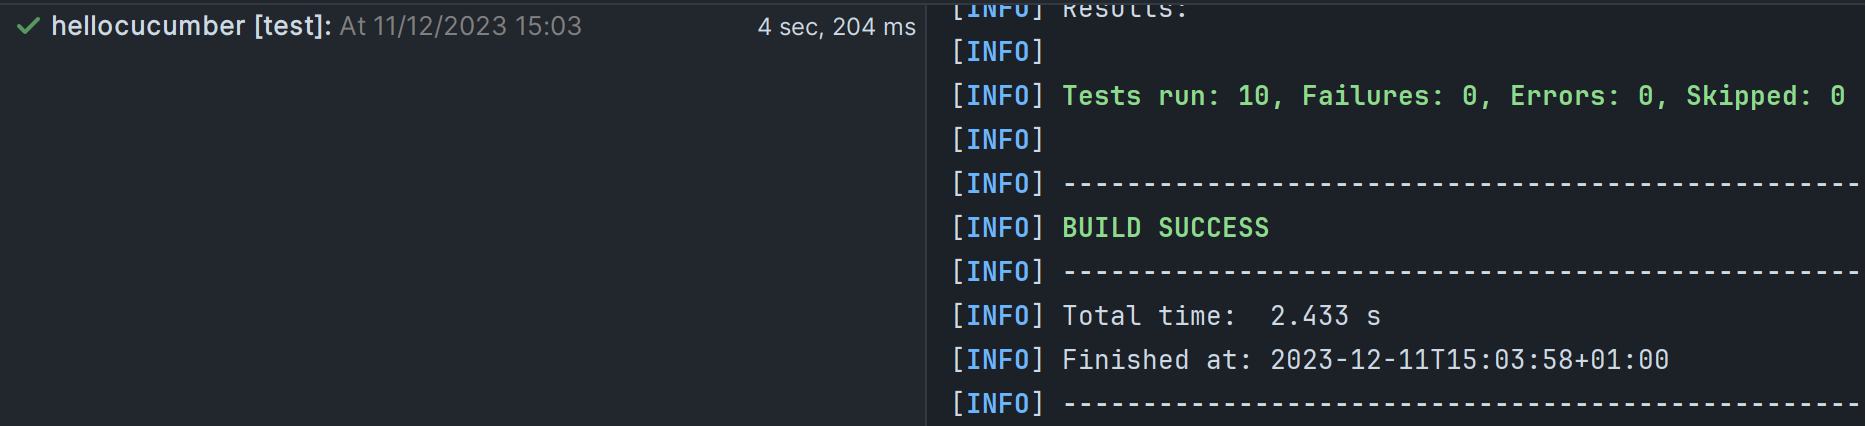 hellocucumber [test]: At 11/12/2023 15:03 4 sec, 204 ms
[INFO] Results:
[INFO]
[INFO] Tests run: 10, Failures: 0, Errors: 0, Skipped: 0
[INFO]
[INFO] --------------------------------------------------
[INFO] BUILD SUCCESS
[INFO] --------------------------------------------------
[INFO] Total time:  2.433 s
[INFO] Finished at: 2023-12-11T15:03:58+01:00
[INFO] --------------------------------------------------